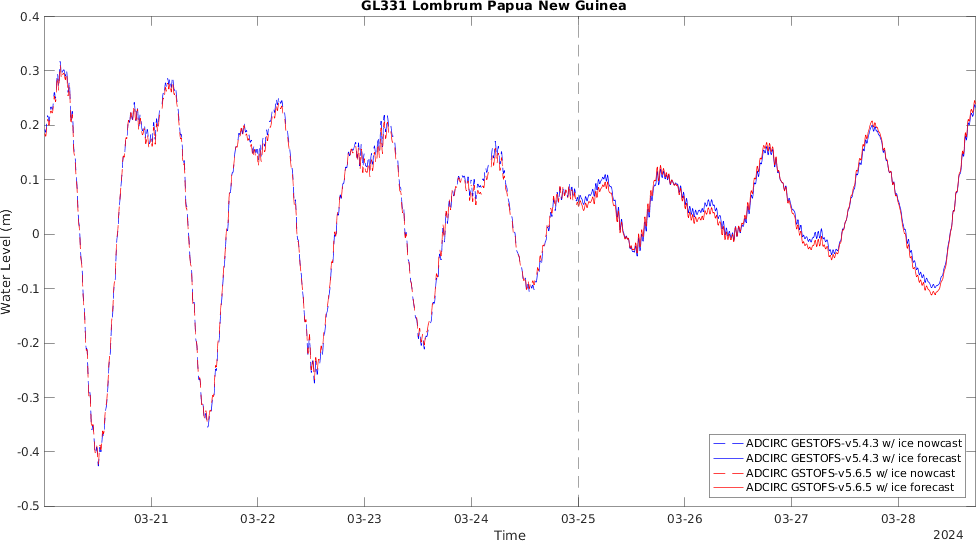 GL331 Lombrum Papua New Guinea
0.4
0.3
0.2
0.1
0
-0.1
-0.2
-0.3
-0.4
-0.5
Water Level (m)
03-21
03-22
03-23
03-24
03-25
03-26
03-27
03-28
Time
2024
ADCIRC GESTOFS-v5.4.3 w/ ice nowcast
ADCIRC GESTOFS-v5.4.3 w/ ice forecast
ADCIRC GSTOFS-v5.6.5 w/ ice nowcast
ADCIRC GSTOFS-v5.6.5 w/ ice forecast